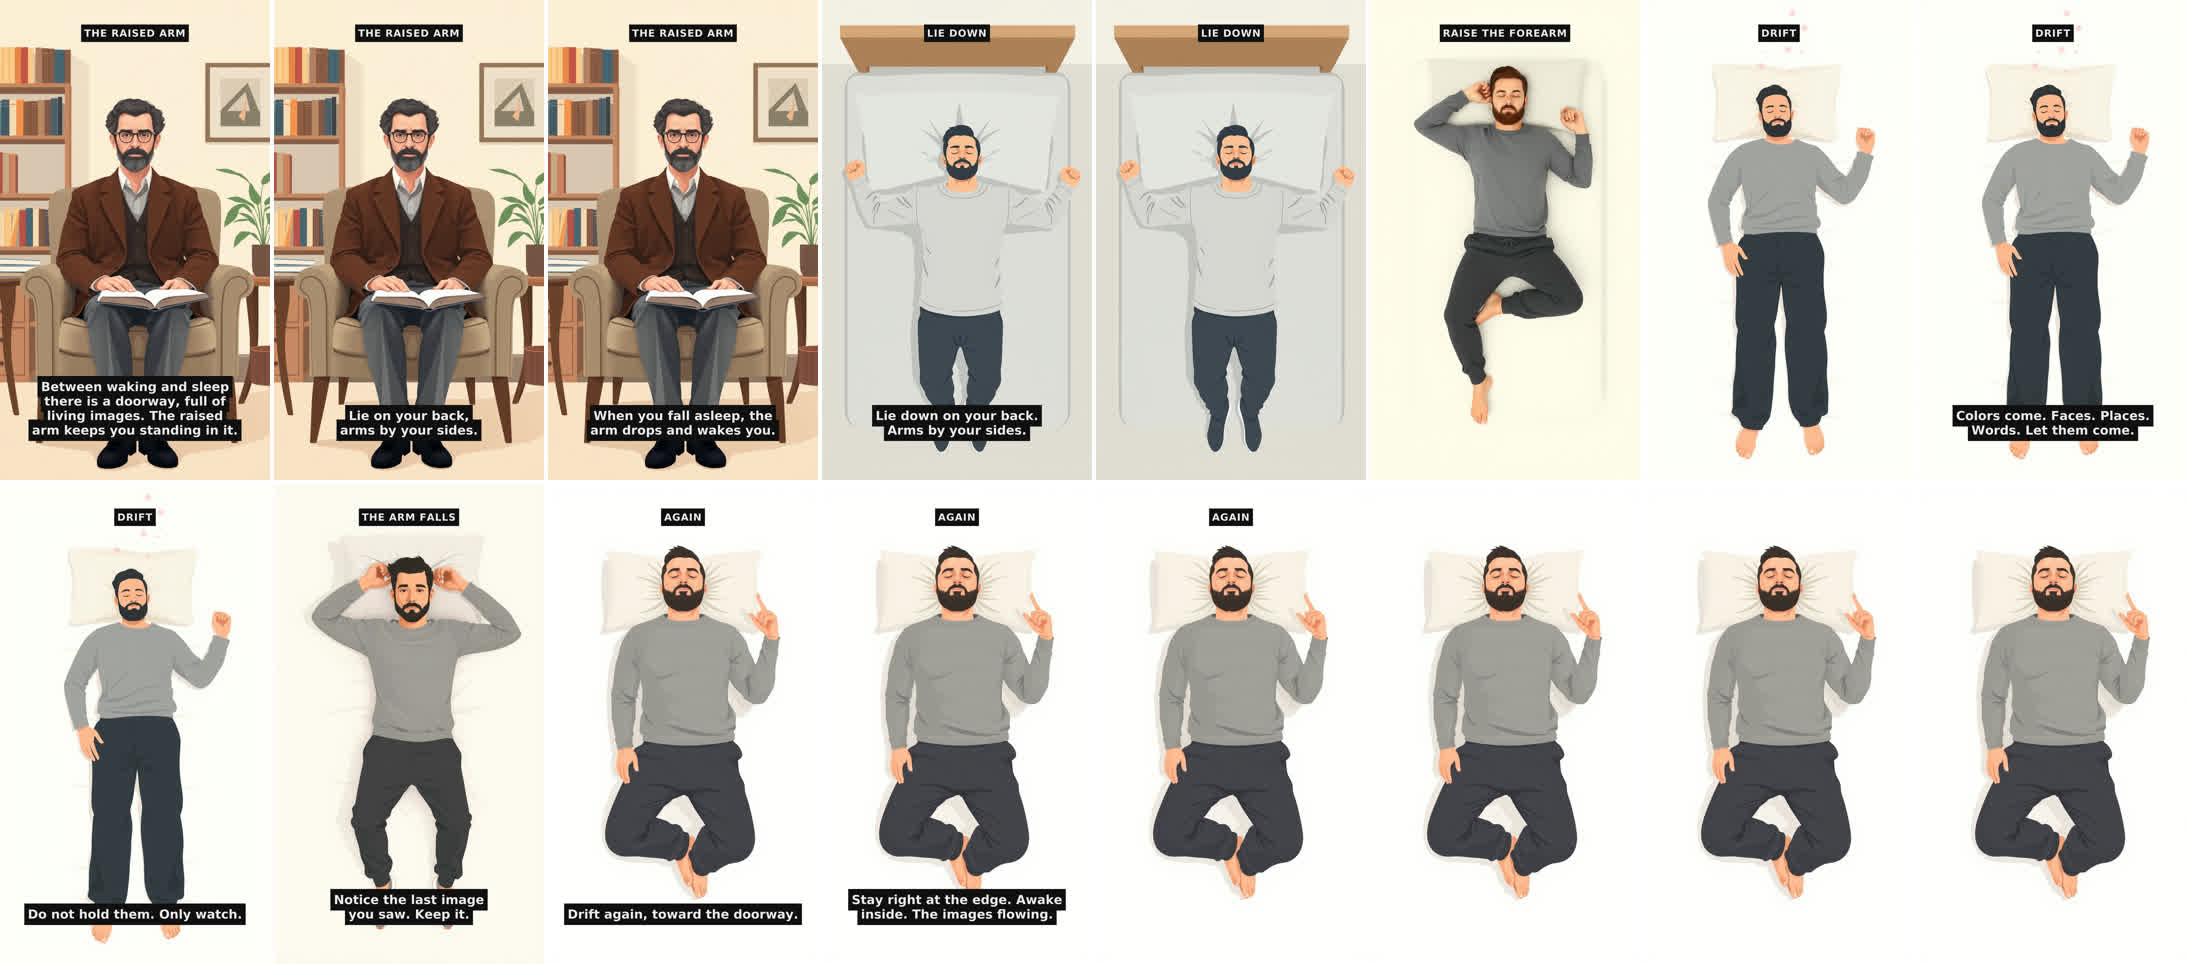 THE RAISED ARM
Between waking and sleep
there is a doorway, full of
living images. The raised
arm keeps you standing in it.
THE RAISED ARM
Lie on your back,
arms by your sides.
THE RAISED ARM
When you fall asleep, the
arm drops and wakes you.
LIE DOWN
Lie down on your back.
Arms by your sides.
LIE DOWN
RAISE THE FOREARM
DRIFT
DRIFT
Colors come. Faces. Places.
Words. Let them come.
DRIFT
Do not hold them. Only watch.
THE ARM FALLS
Notice the last image
you saw. Keep it.
AGAIN
Drift again, toward the doorway.
AGAIN
Stay right at the edge. Awake
inside. The images flowing.
AGAIN